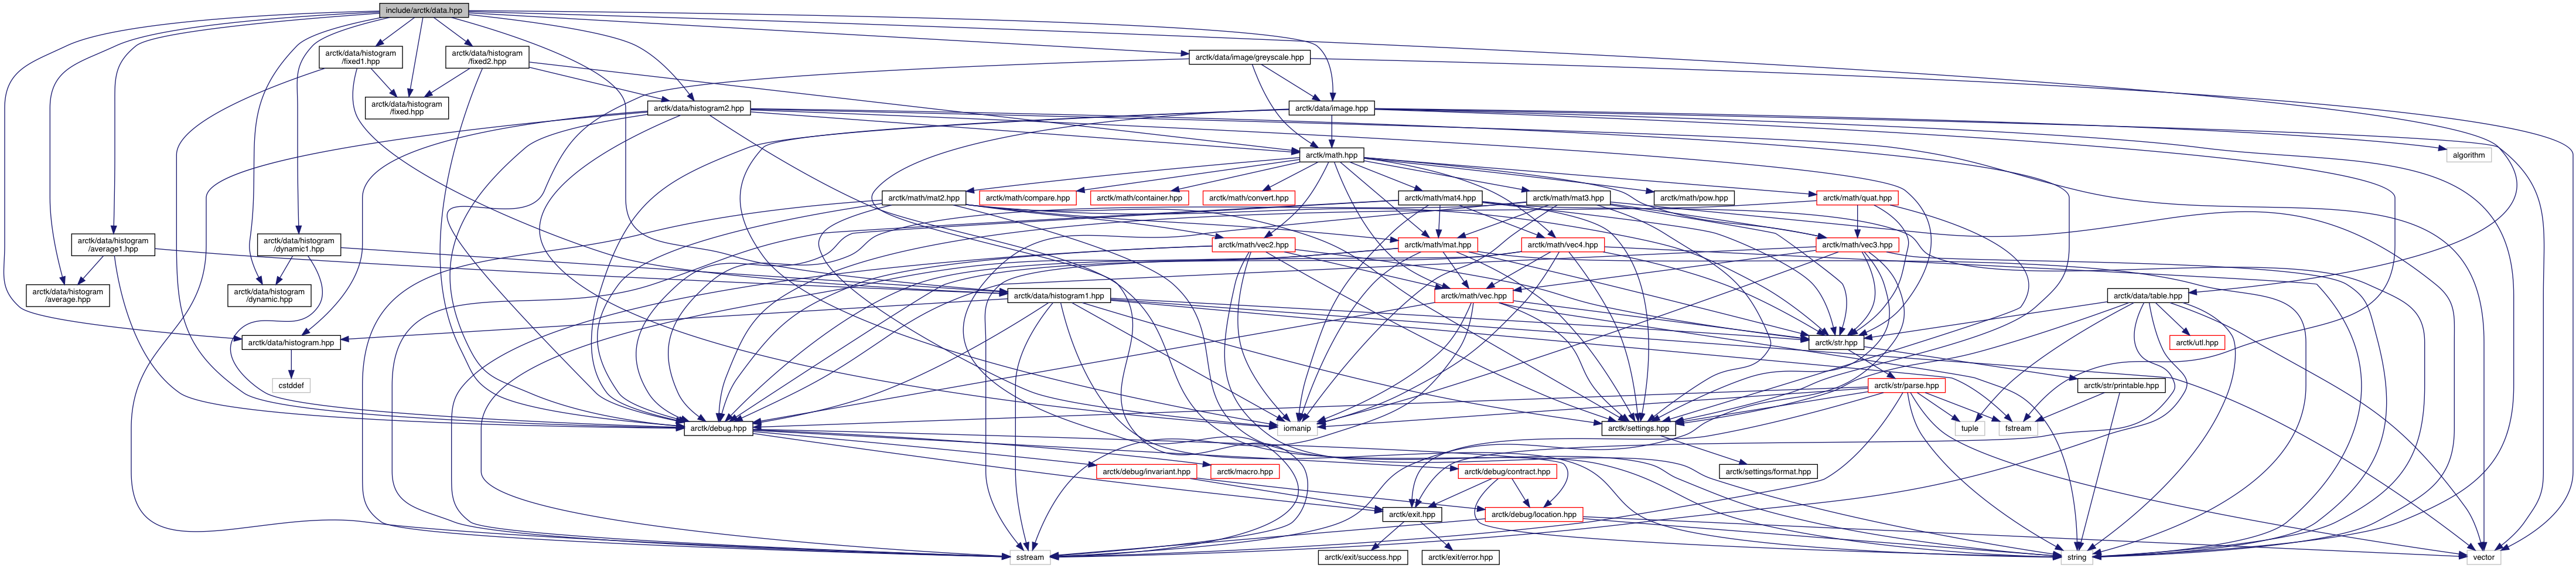 include/arctk/data.hpp
arctk/data/histogram
/fixed1.hpp
arctk/data/histogram
/fixed2.hpp
arctk/data/image/greyscale.hpp
arctk/data/histogram
/fixed.hpp
arctk/data/histogram2.hpp
arctk/data/image.hpp
arctk/math.hpp
algorithm
arctk/math/mat2.hpp
arctk/math/compare.hpp
arctk/math/container.hpp
arctk/math/convert.hpp
arctk/math/mat4.hpp
arctk/math/mat3.hpp
arctk/math/pow.hpp
arctk/math/quat.hpp
arctk/data/histogram
/average1.hpp
arctk/data/histogram
/dynamic1.hpp
arctk/math/vec2.hpp
arctk/math/mat.hpp
arctk/math/vec4.hpp
arctk/math/vec3.hpp
arctk/data/histogram
/average.hpp
arctk/data/histogram
/dynamic.hpp
arctk/data/histogram1.hpp
arctk/math/vec.hpp
arctk/data/table.hpp
arctk/data/histogram.hpp
arctk/str.hpp
arctk/utl.hpp
cstddef
arctk/str/parse.hpp
arctk/str/printable.hpp
arctk/debug.hpp
iomanip
arctk/settings.hpp
tuple
fstream
arctk/debug/invariant.hpp
arctk/macro.hpp
arctk/debug/contract.hpp
arctk/settings/format.hpp
arctk/exit.hpp
arctk/debug/location.hpp
sstream
arctk/exit/success.hpp
arctk/exit/error.hpp
string
vector